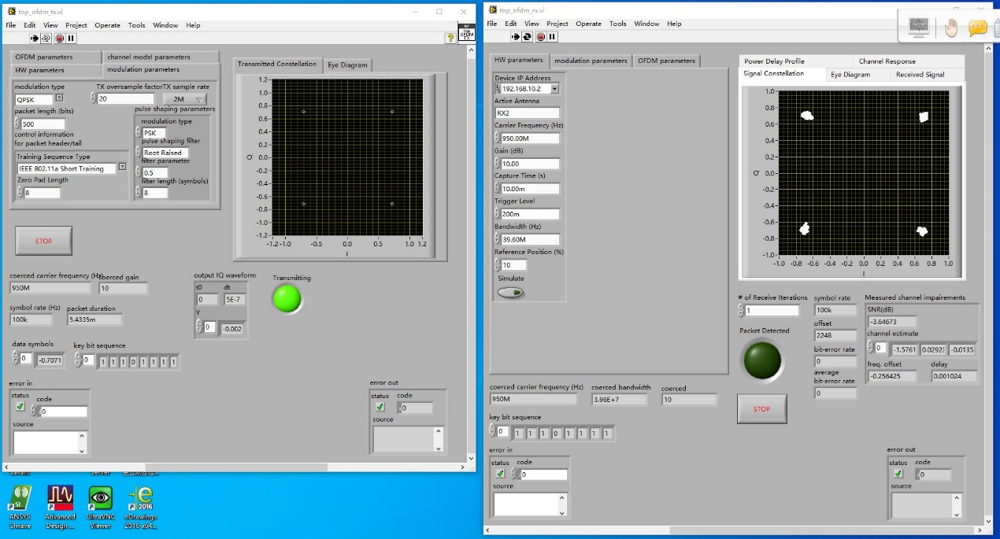 top_ofdm_tx.vi
File Edit View Project Operate Tools Window Help
OFDM parameters
channel model parameters
HW parameters
modulation parameters
modulation type
QPSK
packet length (bits)
500
control information
for packet header/tail
Training Sequence Type
IEEE 802.11a Short Training
Zero Pad Length
8
TX oversample factor
20
TX sample rate
2M
pulse shaping parameters
modulation type
PSK
pulse shaping filter
Root Raised
filter parameter
0.5
filter length (symbols)
8
STOP
Transmitted Constellation
Eye Diagram
1.2
1.0
0.8
0.6
0.4
0.2
0.0
-0.2
-0.4
-0.6
-0.8
-1.0
-1.2
Q
-1.2 -1.0 -0.5 0.0 0.5 1.0 1.2
I
coerced carrier frequency (Hz)
950M
coerced gain
10
symbol rate (Hz)
100k
packet duration
5.4335m
output IQ waveform
t0
0
dt
5E-7
Y
0
-0.002
Transmitting
data symbols
0
-0.7071
key bit sequence
0
1 1 1 0 1 1 1 1
error in
status
code
0
source
error out
status
code
0
source
ANSYS
SIwave
Advanced
Design ...
UltraVNC
Viewer
eDrawings
2016 x64...
top_ofdm_rx.vi
File Edit View Project Operate Tools Window Help
HW parameters
modulation parameters
OFDM parameters
Device IP Address
192.168.10.2
Active Antenna
RX2
Carrier Frequency (Hz)
950.00M
Gain (dB)
10.00
Capture Time (s)
10.00m
Trigger Level
200m
Bandwidth (Hz)
39.60M
Reference Position (%)
10
Simulate
Power Delay Profile
Channel Response
Signal Constellation
Eye Diagram
Received Signal
1.0
0.8
0.6
0.4
0.2
0.0
-0.2
-0.4
-0.6
-0.8
-1.0
Q
-1.0 -0.8 -0.6 -0.4 -0.2 0.0 0.2 0.4 0.6 0.8 1.0
I
# of Receive Iterations
1
Packet Detected
STOP
symbol rate
100k
offset
2248
bit-error rate
0
average
bit-error rate
0
Measured channel impairements
SNR(dB)
-3.64673
channel estimate
0
-1.5761
-0.0135
freq. offset
-0.256425
delay
0.001024
coerced carrier frequency (Hz)
950M
coerced bandwidth
3.96E+7
coerced
10
key bit sequence
0
1 1 1 0 1 1 1 1
error in
status
code
0
source
error out
status
code
0
source